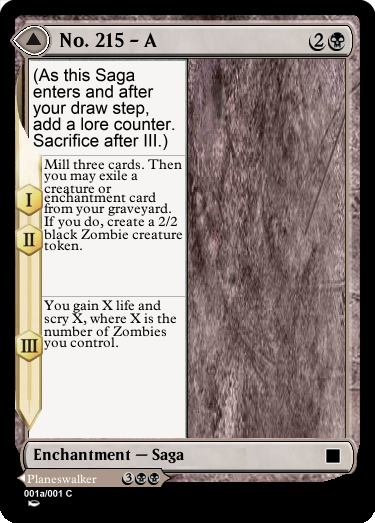 No. 215 – A
2
(As this Saga
enters and after
your draw step,
add a lore counter.
Sacrifice after III.)
Mill three cards. Then
you may exile a
creature or
enchantment card
from your graveyard.
If you do, create a 2/2
black Zombie creature
token.
I
II
You gain X life and
scry X, where X is the
number of Zombies
you control.
III
Enchantment — Saga
Planeswalker 3
001a/001 C